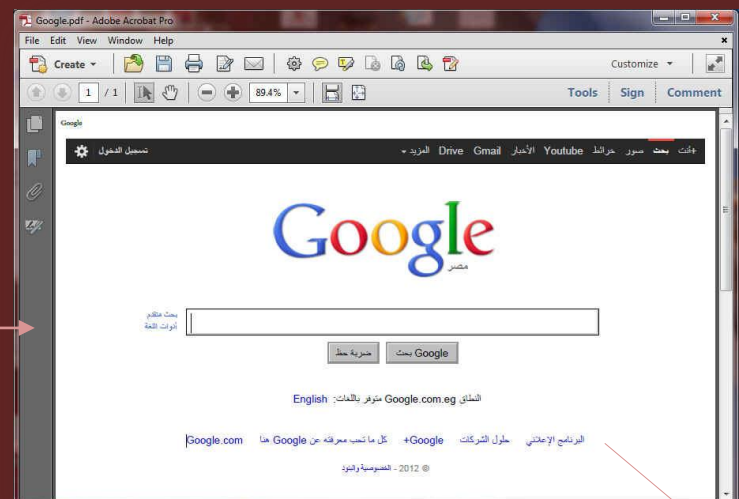 Google.pdf - Adobe Acrobat Pro
File Edit View Window Help
Create Customize
1 / 1 89.4% Tools Sign Comment
Google
+أنت بحث صور خرائط Youtube الأخبار Drive Gmail المزيد تسجيل الدخول
Google
مصر
بحث متقدم
أدوات اللغة
بحث Google ضربة حظ
النطاق Google.com.eg متوفر باللغات: English
البرنامج الإعلاني حلول الشركات Google+ كل ما تحب معرفته عن Google هنا Google.com
© 2012 - الخصوصية والبنود